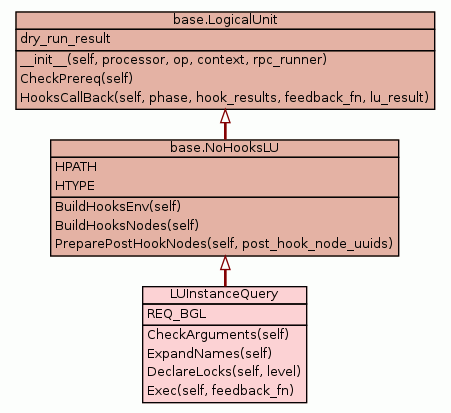 base.LogicalUnit
dry_run_result
__init__(self, processor, op, context, rpc_runner)
CheckPrereq(self)
HooksCallBack(self, phase, hook_results, feedback_fn, lu_result)
base.NoHooksLU
HPATH
HTYPE
BuildHooksEnv(self)
BuildHooksNodes(self)
PreparePostHookNodes(self, post_hook_node_uuids)
LUInstanceQuery
REQ_BGL
CheckArguments(self)
ExpandNames(self)
DeclareLocks(self, level)
Exec(self, feedback_fn)